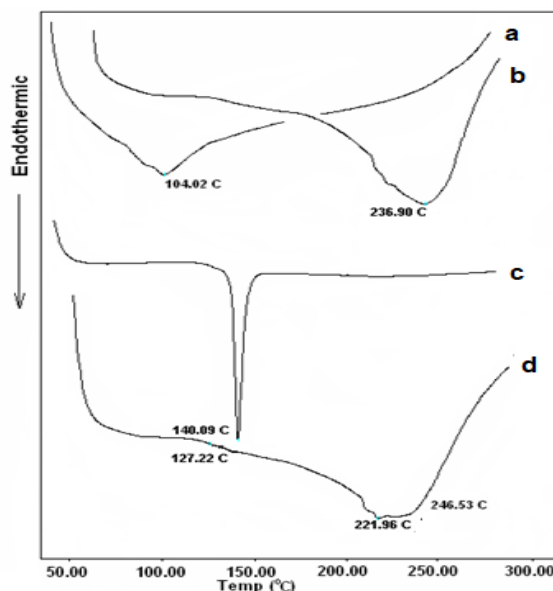 a
b
Endothermic
104.02 C
236.90 C
c
d
140.09 C
127.22 C
246.53 C
221.96 C
50.00 100.00 150.00 200.00 250.00 300.00
Temp (°C)